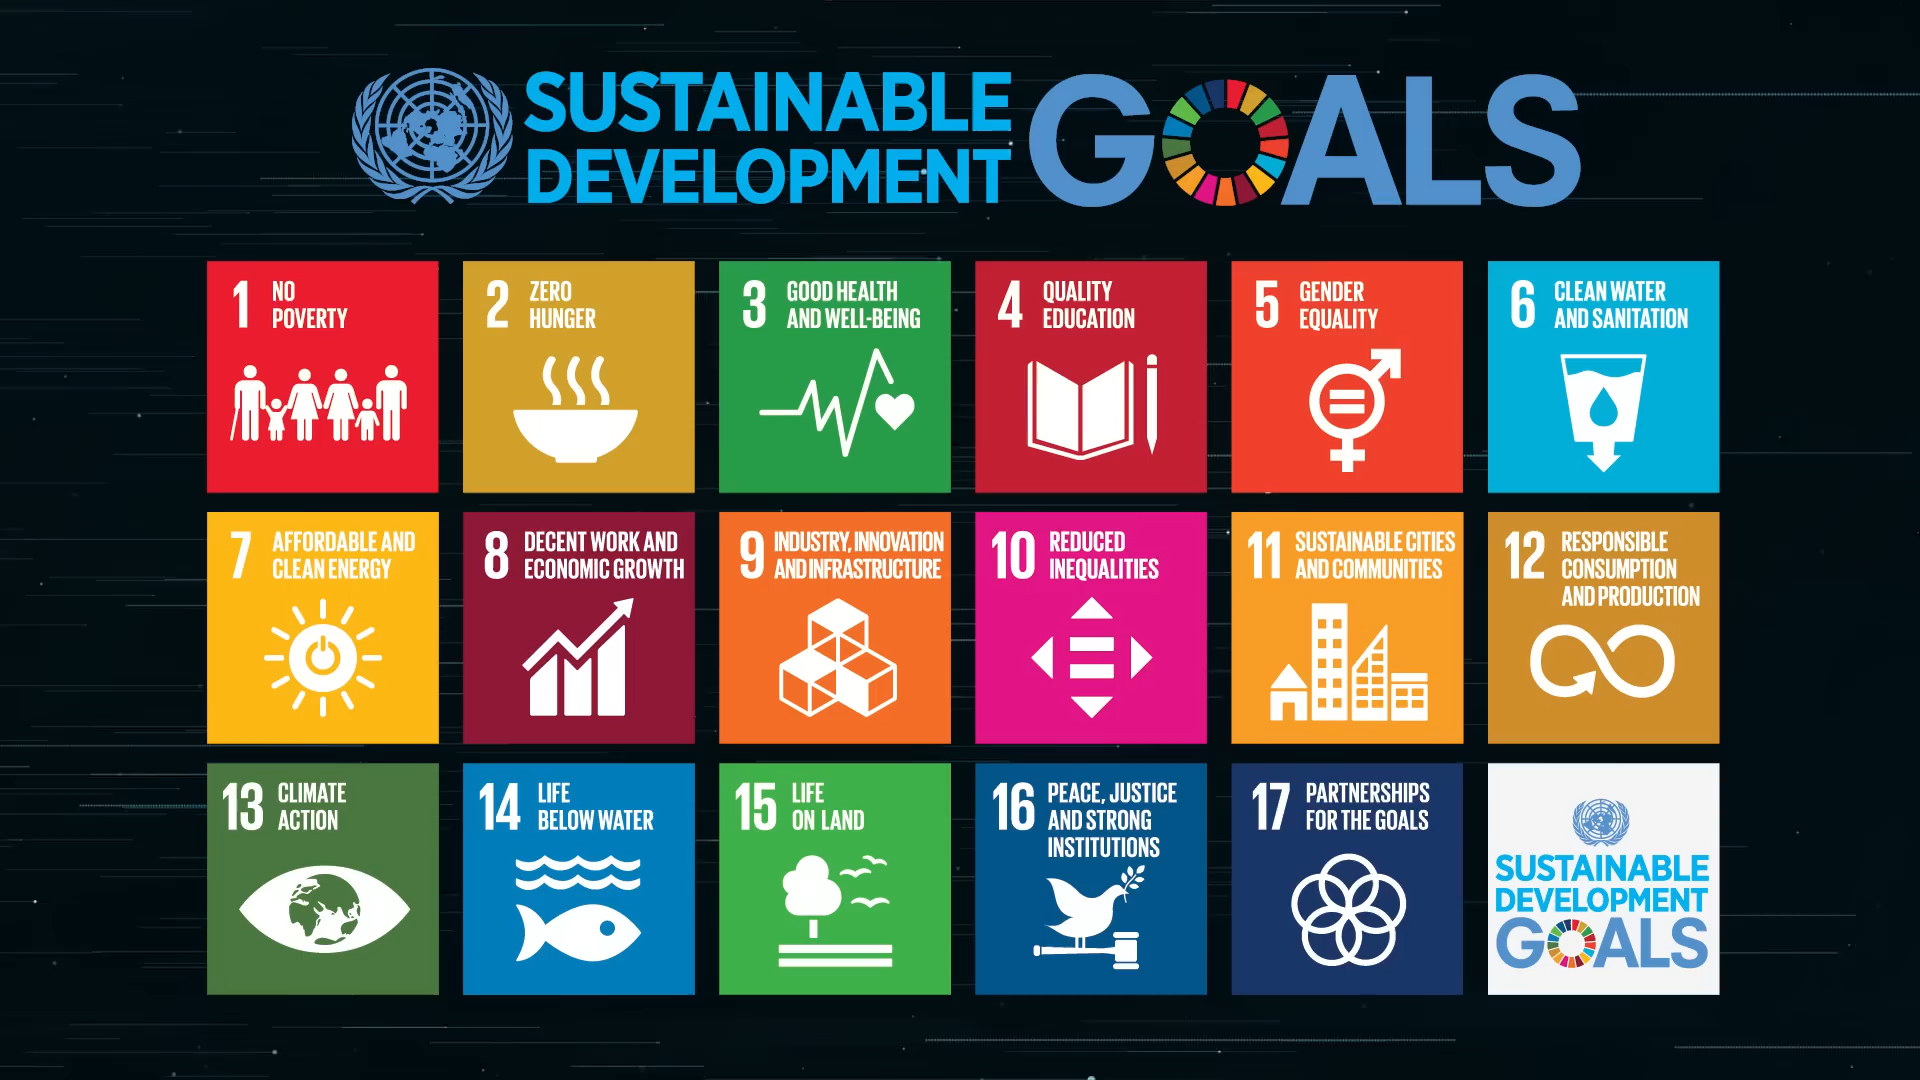 SUSTAINABLE
DEVELOPMENT
GOALS
1 NO
POVERTY
2 ZERO
HUNGER
3 GOOD HEALTH
AND WELL-BEING
4 QUALITY
EDUCATION
5 GENDER
EQUALITY
6 CLEAN WATER
AND SANITATION
7 AFFORDABLE AND
CLEAN ENERGY
8 DECENT WORK AND
ECONOMIC GROWTH
9 INDUSTRY, INNOVATION
AND INFRASTRUCTURE
10 REDUCED
INEQUALITIES
11 SUSTAINABLE CITIES
AND COMMUNITIES
12 RESPONSIBLE
CONSUMPTION
AND PRODUCTION
13 CLIMATE
ACTION
14 LIFE
BELOW WATER
15 LIFE
ON LAND
16 PEACE, JUSTICE
AND STRONG
INSTITUTIONS
17 PARTNERSHIPS
FOR THE GOALS
SUSTAINABLE
DEVELOPMENT
GOALS